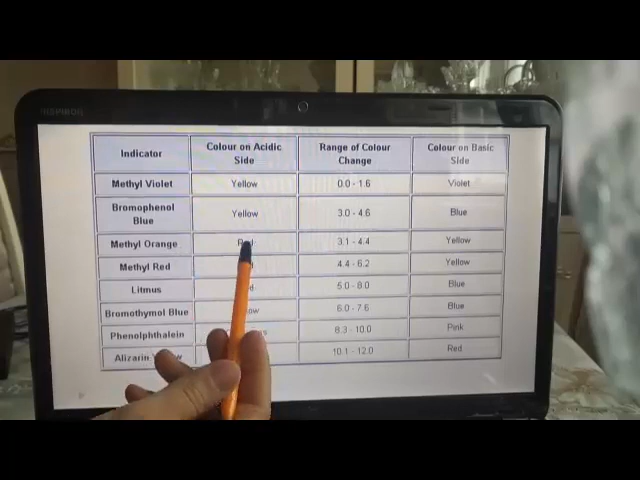 INSPIRON
Indicator Colour on Acidic Side Range of Colour Change Colour on Basic Side
Methyl Violet Yellow 0.0 - 1.6 Violet
Bromophenol Blue Yellow 3.0 - 4.6 Blue
Methyl Orange 3.1 - 4.4 Yellow
Methyl Red 4.4 - 6.2 Yellow
Litmus 5.0 - 8.0 Blue
Bromothymol Blue 6.0 - 7.6 Blue
Phenolphthalein 8.3 - 10.0 Pink
Alizarin 10.1 - 12.0 Red